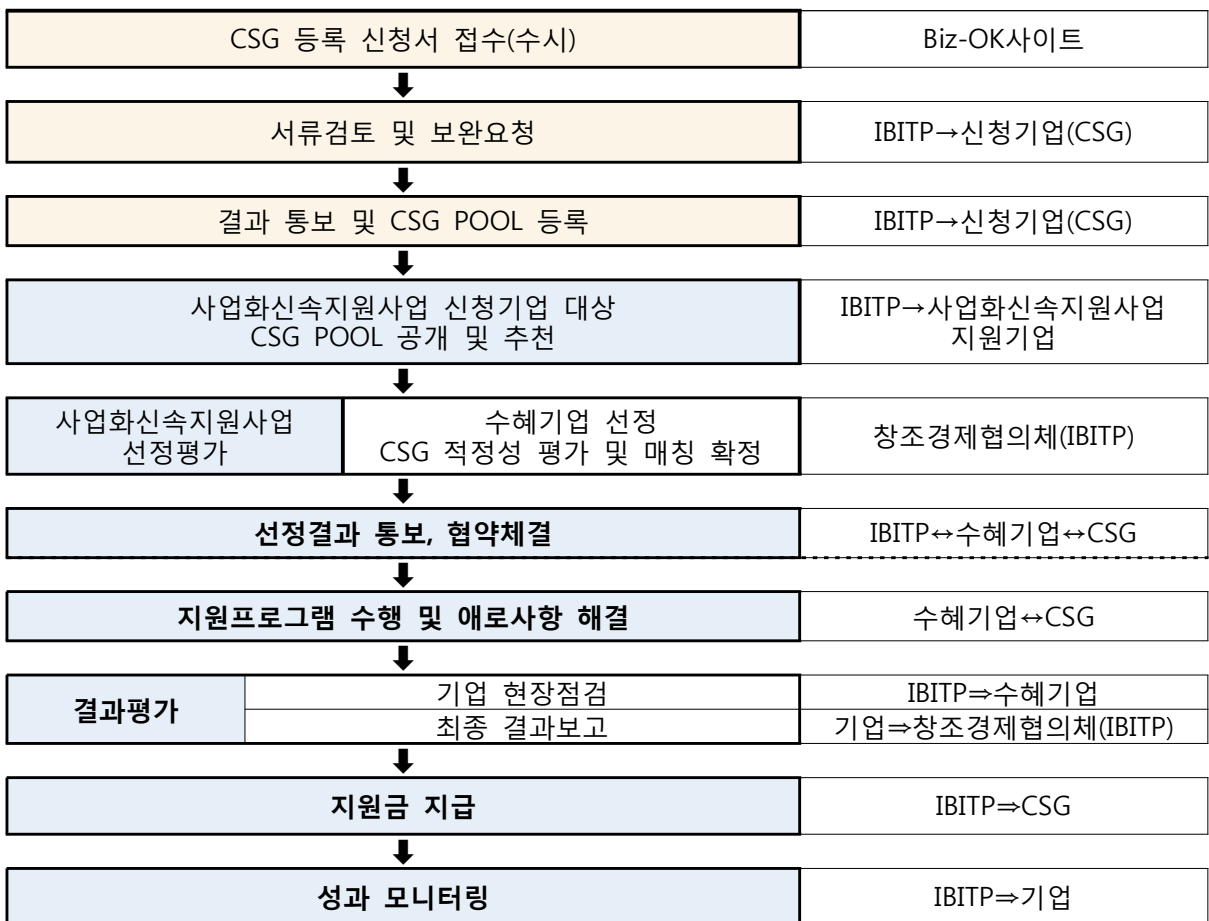 CSG 등록 신청서 접수(수시)
Biz-OK사이트
서류검토 및 보완요청
IBITP→신청기업(CSG)
결과 통보 및 CSG POOL 등록
IBITP→신청기업(CSG)
사업화신속지원사업 신청기업 대상
CSG POOL 공개 및 추천
IBITP→사업화신속지원사업
지원기업
사업화신속지원사업
선정평가
수혜기업 선정
CSG 적정성 평가 및 매칭 확정
창조경제협의체(IBITP)
선정결과 통보, 협약체결
IBITP↔수혜기업↔CSG
지원프로그램 수행 및 애로사항 해결
수혜기업↔CSG
결과평가
기업 현장점검
IBITP⇒수혜기업
최종 결과보고
기업⇒창조경제협의체(IBITP)
지원금 지급
IBITP⇒CSG
성과 모니터링
IBITP⇒기업